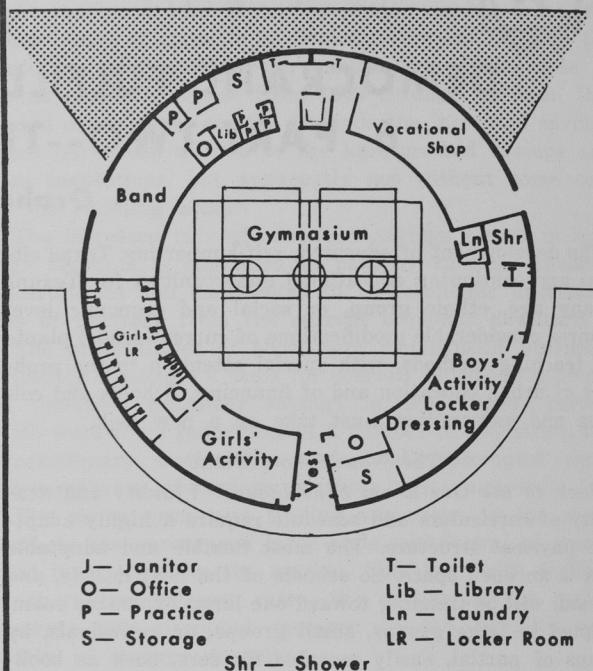 T T
S
P
P
P
P
P
Lib
O
Vocational
Shop
Band
Gymnasium
Ln Shr
J
T
Girls'
LR
O
Boys'
Activity
Locker
Dressing
Girls'
Activity
Vest
O
S
J — Janitor
O — Office
P — Practice
S — Storage
T — Toilet
Lib — Library
Ln — Laundry
LR — Locker Room
Shr — Shower